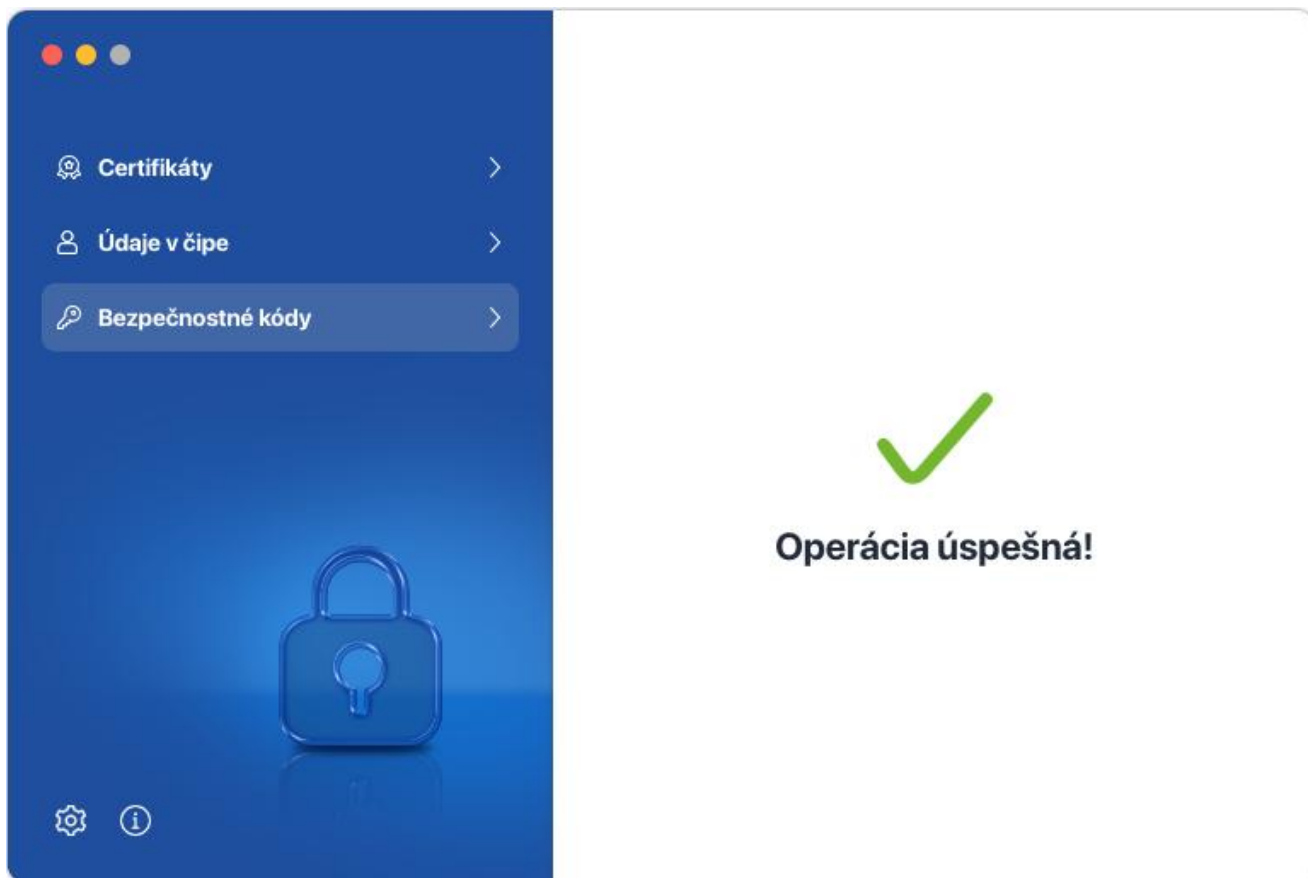 Certifikáty
Údaje v čipe
Bezpečnostné kódy
Operácia úspešná!